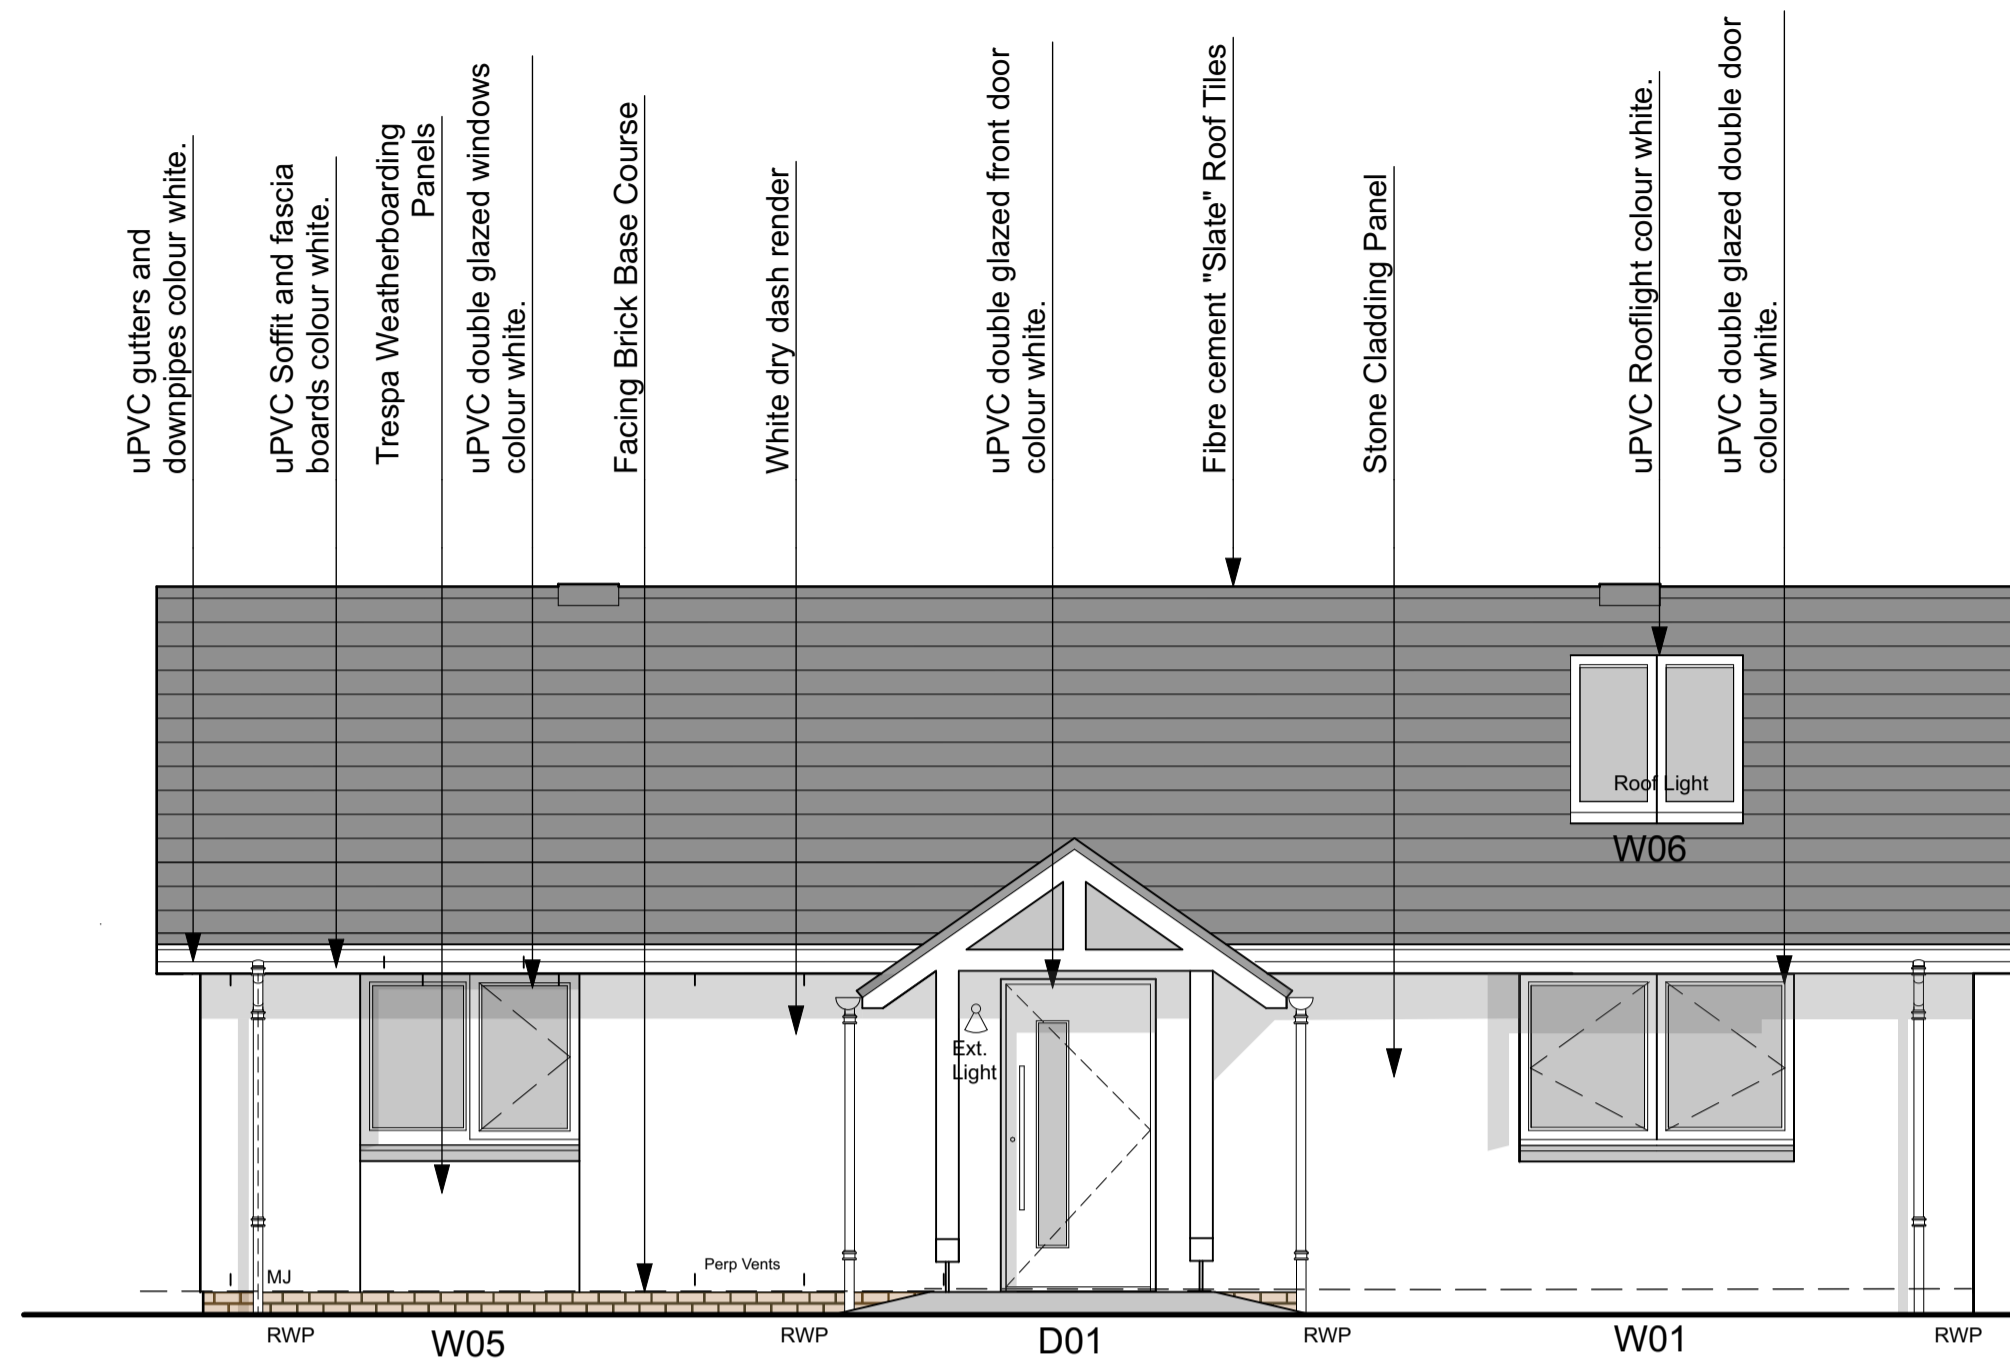 uPVC gutters and
downpipes colour white.
uPVC Soffit and fascia
boards colour white.
Trespa Weatherboarding
Panels
uPVC double glazed windows
colour white.
Facing Brick Base Course
White dry dash render
uPVC double glazed front door
colour white.
Fibre cement "Slate" Roof Tiles
Stone Cladding Panel
uPVC Rooflight colour white.
uPVC double glazed double door
colour white.
Roof Light
W06
Ext.
Light
Perp Vents
MJ
RWP
W05
RWP
D01
RWP
W01
RWP